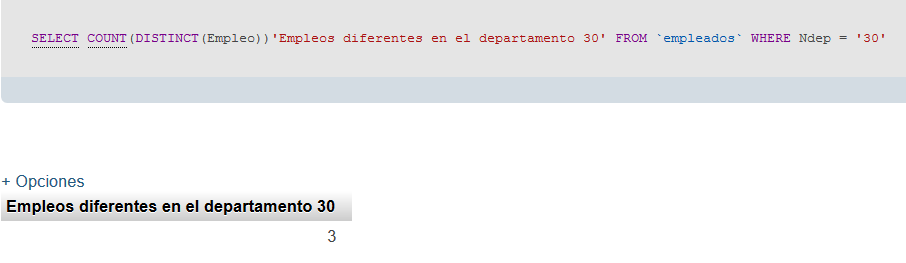 SELECT COUNT(DISTINCT(Empleo))'Empleos diferentes en el departamento 30' FROM `empleados` WHERE Ndep = '30'
+ Opciones
Empleos diferentes en el departamento 30
3